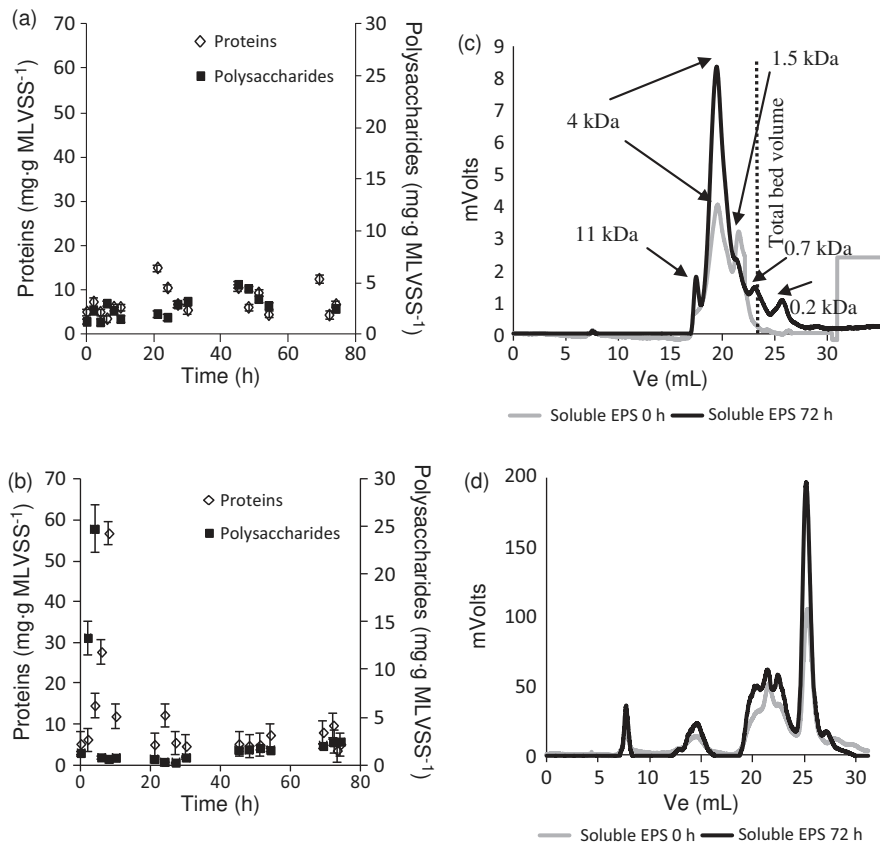 (a)
70
60
50
40
30
20
10
0
Proteins (mg·g MLVSS-1)
◇ Proteins
■ Polysaccharides
30
25
20
15
10
5
0
Polysaccharides (mg·g MLVSS-1)
0 20 40 60 80
Time (h)
(c)
9
8
7
6
5
4
3
2
1
0
mVolts
1.5 kDa
4 kDa
11 kDa
Total bed volume
0.7 kDa
0.2 kDa
0 5 10 15 20 25 30
Ve (mL)
Soluble EPS 0 h Soluble EPS 72 h
(b)
70
60
50
40
30
20
10
0
Proteins (mg·g MLVSS-1)
◇ Proteins
■ Polysaccharides
30
25
20
15
10
5
0
Polysaccharides (mg·g MLVSS-1)
0 20 40 60 80
Time (h)
(d)
200
150
100
50
0
mVolts
0 5 10 15 20 25 30
Ve (mL)
Soluble EPS 0 h Soluble EPS 72 h